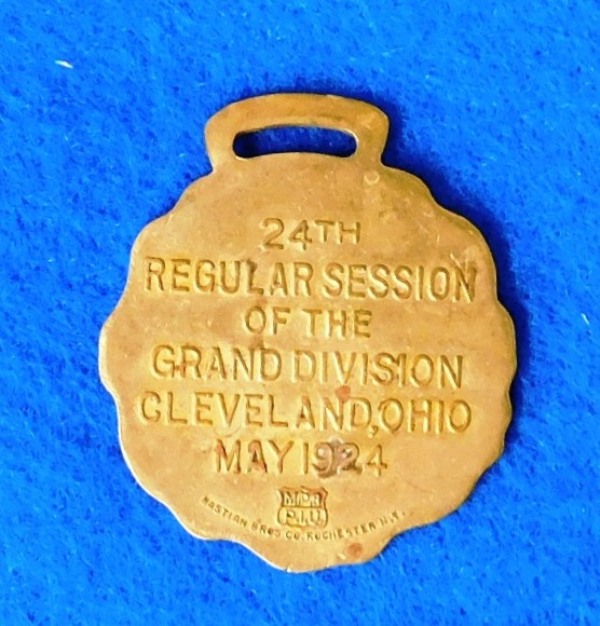 24TH
REGULAR SESSION
OF THE
GRAND DIVISION
CLEVELAND, OHIO
MAY 1924
BASTIAN BROS CO. ROCHESTER N.Y.